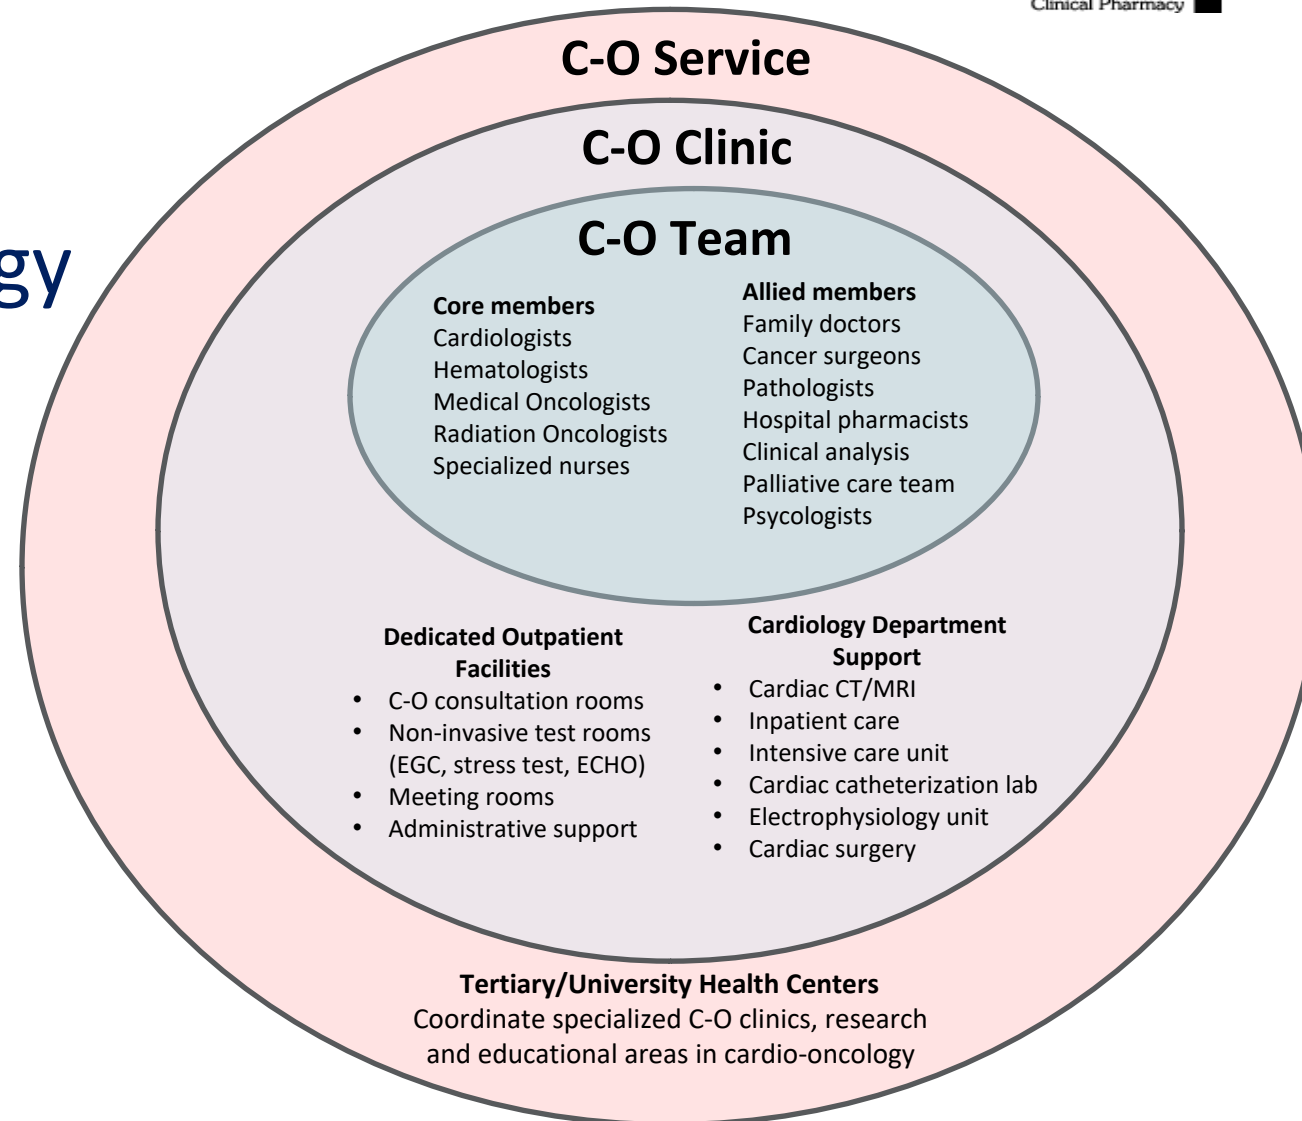 Clinical Pharmacy
C-O Service
C-O Clinic
C-O Team
gy
Core members
Cardiologists
Hematologists
Medical Oncologists
Radiation Oncologists
Specialized nurses
Allied members
Family doctors
Cancer surgeons
Pathologists
Hospital pharmacists
Clinical analysis
Palliative care team
Psycologists
Dedicated Outpatient
Facilities
• C-O consultation rooms
• Non-invasive test rooms
(EGC, stress test, ECHO)
• Meeting rooms
• Administrative support
Cardiology Department
Support
• Cardiac CT/MRI
• Inpatient care
• Intensive care unit
• Cardiac catheterization lab
• Electrophysiology unit
• Cardiac surgery
Tertiary/University Health Centers
Coordinate specialized C-O clinics, research
and educational areas in cardio-oncology